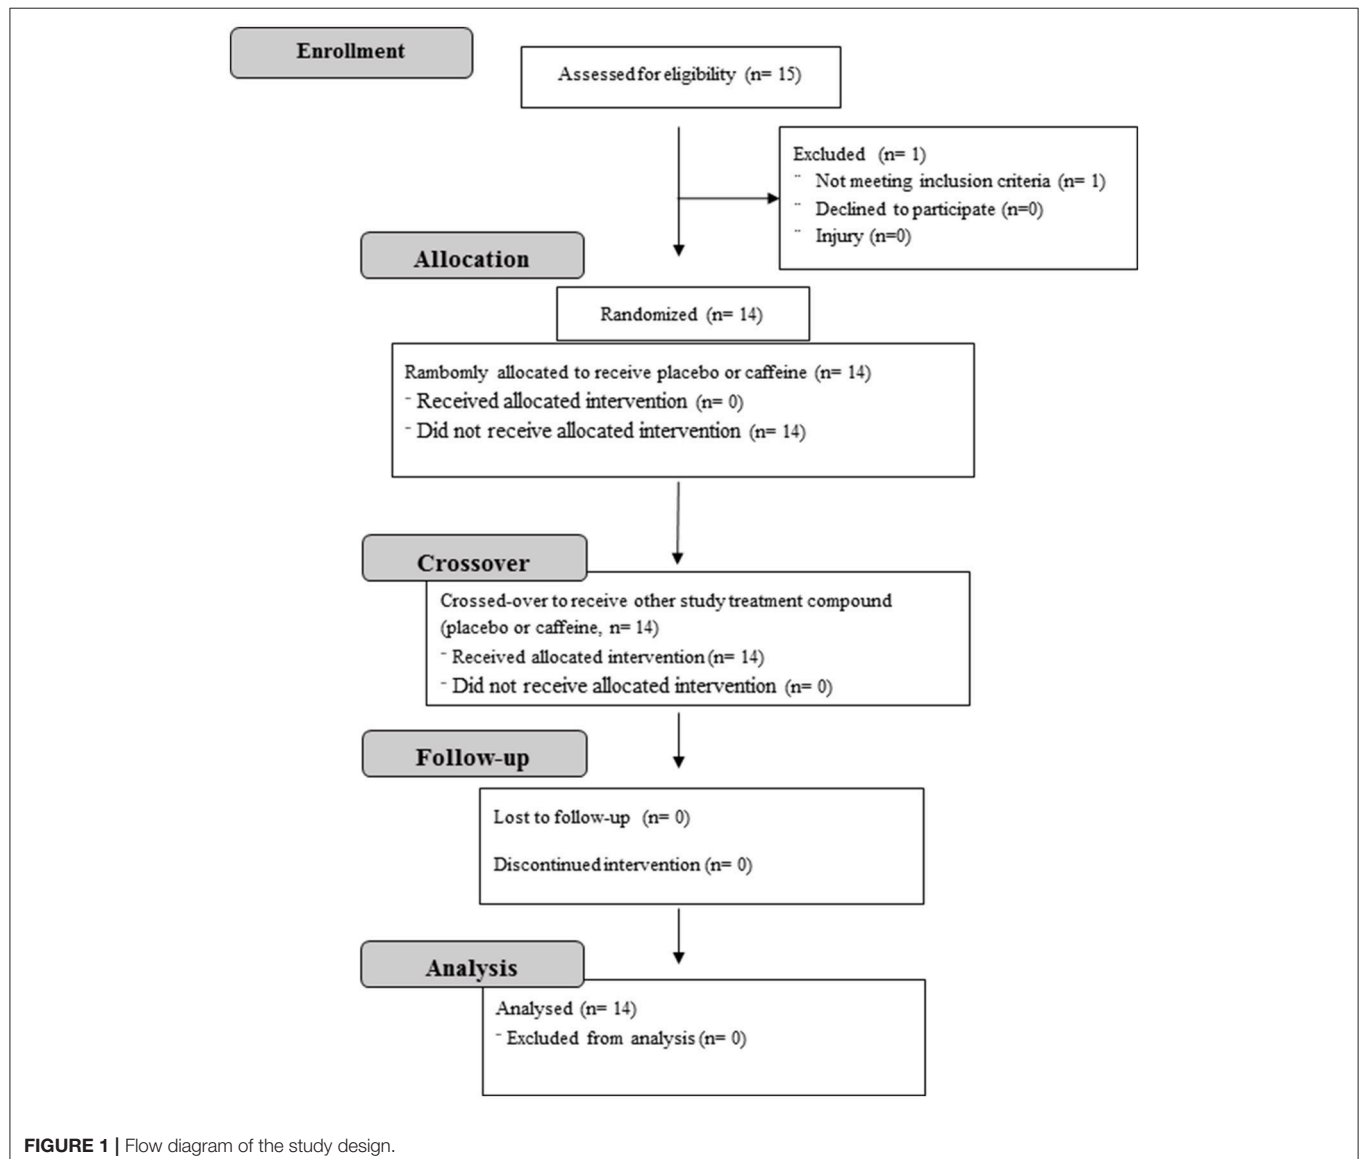 Enrollment
Assessed for eligibility (n= 15)
Excluded (n= 1)
¨ Not meeting inclusion criteria (n= 1)
¨ Declined to participate (n=0)
¨ Injury (n=0)
Allocation
Randomized (n= 14)
Rambomly allocated to receive placebo or caffeine (n= 14)
- Received allocated intervention (n= 0)
- Did not receive allocated intervention (n= 14)
Crossover
Crossed-over to receive other study treatment compound
(placebo or caffeine, n= 14)
- Received allocated intervention (n= 14)
- Did not receive allocated intervention (n= 0)
Follow-up
Lost to follow-up (n= 0)
Discontinued intervention (n= 0)
Analysis
Analysed (n= 14)
- Excluded from analysis (n= 0)
FIGURE 1 | Flow diagram of the study design.